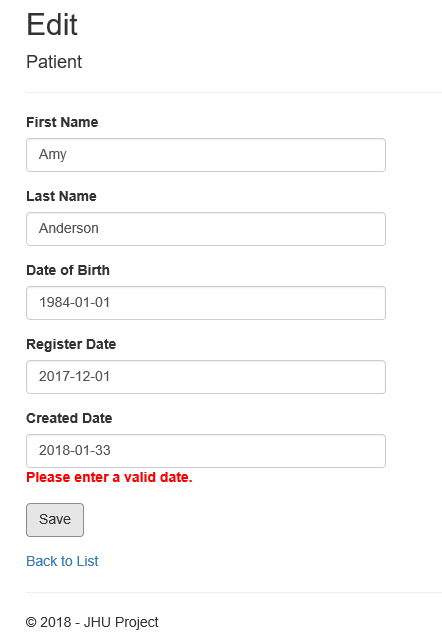 Edit
Patient
First Name
Amy
Last Name
Anderson
Date of Birth
1984-01-01
Register Date
2017-12-01
Created Date
2018-01-33
Please enter a valid date.
Save
Back to List
© 2018 - JHU Project